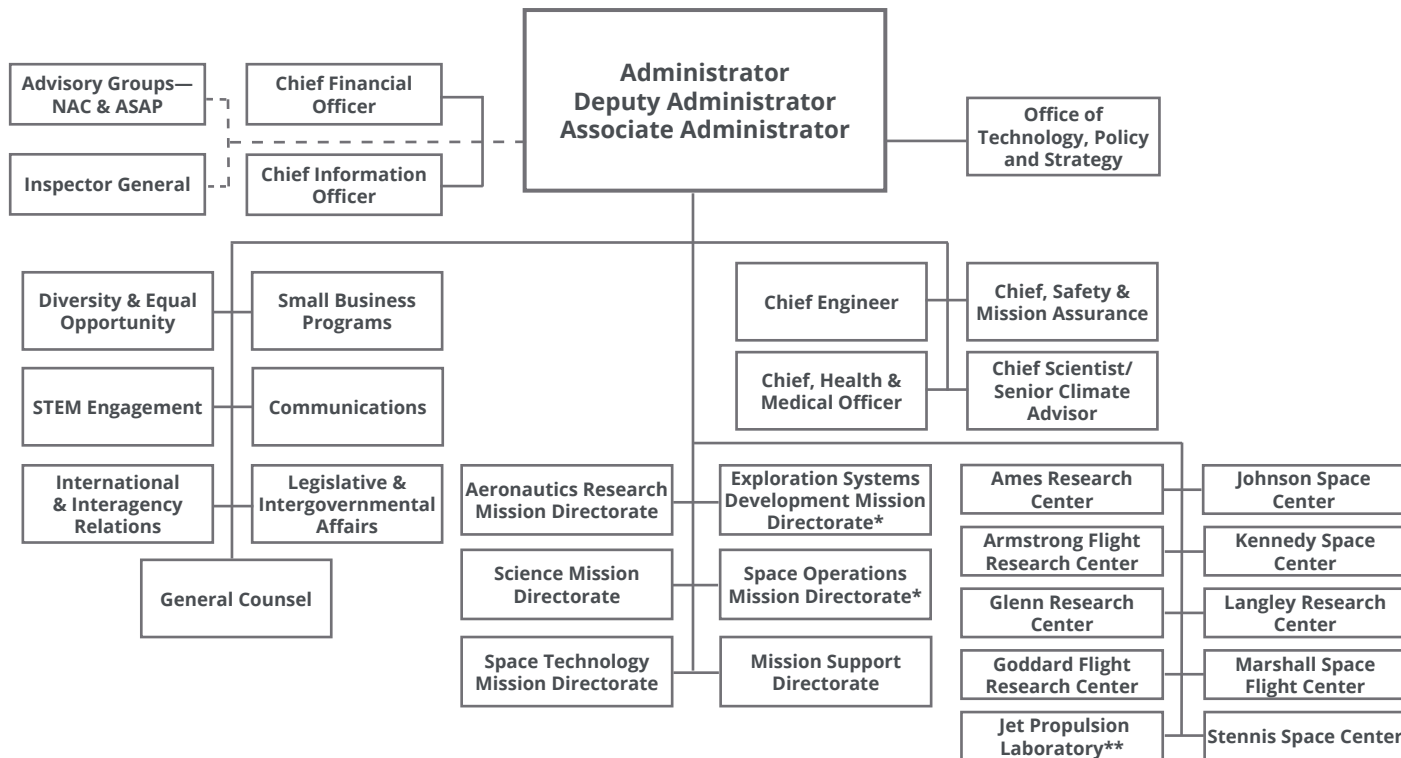 Administrator
Deputy Administrator
Associate Administrator
Advisory Groups—
NAC & ASAP
Chief Financial
Officer
Office of
Technology, Policy
and Strategy
Inspector General
Chief Information
Officer
Diversity & Equal
Opportunity
Small Business
Programs
Chief Engineer
Chief, Safety &
Mission Assurance
STEM Engagement
Communications
Chief, Health &
Medical Officer
Chief Scientist/
Senior Climate
Advisor
International
& Interagency
Relations
Legislative &
Intergovernmental
Affairs
General Counsel
Aeronautics Research
Mission Directorate
Exploration Systems
Development Mission
Directorate*
Science Mission
Directorate
Space Operations
Mission Directorate*
Space Technology
Mission Directorate
Mission Support
Directorate
Ames Research
Center
Johnson Space
Center
Armstrong Flight
Research Center
Kennedy Space
Center
Glenn Research
Center
Langley Research
Center
Goddard Flight
Research Center
Marshall Space
Flight Center
Jet Propulsion
Laboratory**
Stennis Space Center